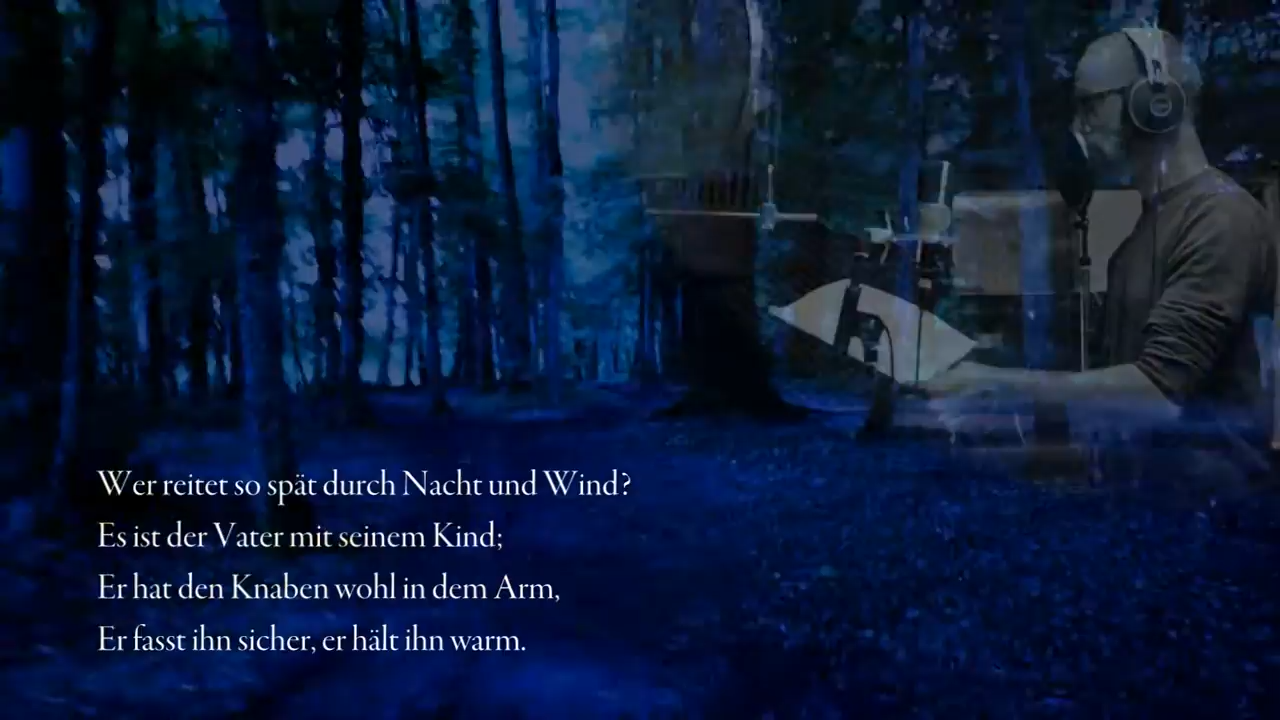 Wer reitet so spät durch Nacht und Wind?
Es ist der Vater mit seinem Kind;
Er hat den Knaben wohl in dem Arm,
Er fasst ihn sicher, er hält ihn warm.